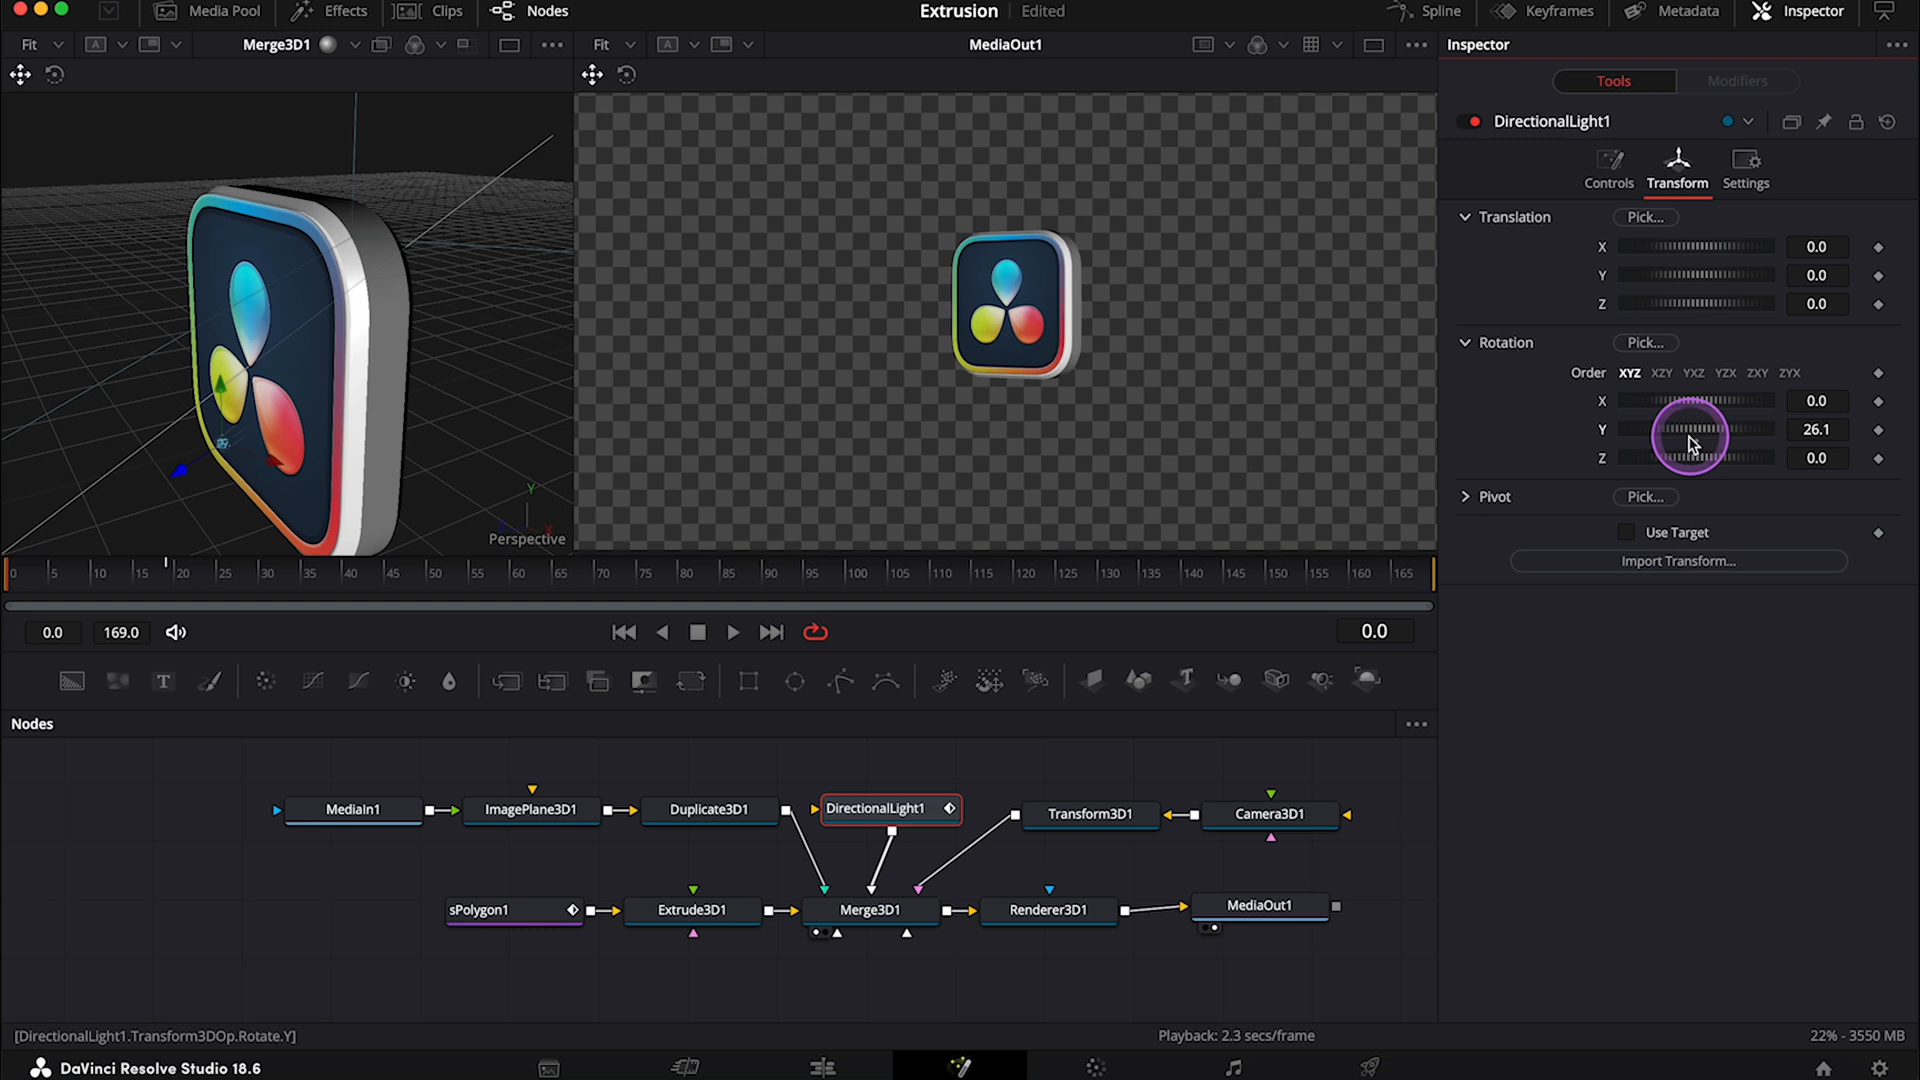 Media Pool Effects Clips Nodes Extrusion Edited Spline Keyframes Metadata Inspector
Fit A Merge3D1 Fit A MediaOut1 Inspector
Tools Modifiers
DirectionalLight1
Controls Transform Settings
Translation Pick...
X 0.0
Y 0.0
Z 0.0
Rotation Pick...
Order XYZ XZY YXZ YZX ZXY ZYX
X 0.0
Y 26.1
Z 0.0
Pivot Pick...
Use Target
Import Transform...
Y
X
Perspective
0 5 10 15 20 25 30 35 40 45 50 55 60 65 70 75 80 85 90 95 100 105 110 115 120 125 130 135 140 145 150 155 160 165
0.0 169.0 0.0
T T
Nodes
MediaIn1 ImagePlane3D1 Duplicate3D1 DirectionalLight1 Transform3D1 Camera3D1
sPolygon1 Extrude3D1 Merge3D1 Renderer3D1 MediaOut1
[DirectionalLight1.Transform3DOp.Rotate.Y] Playback: 2.3 secs/frame 22% - 3550 MB
DaVinci Resolve Studio 18.6